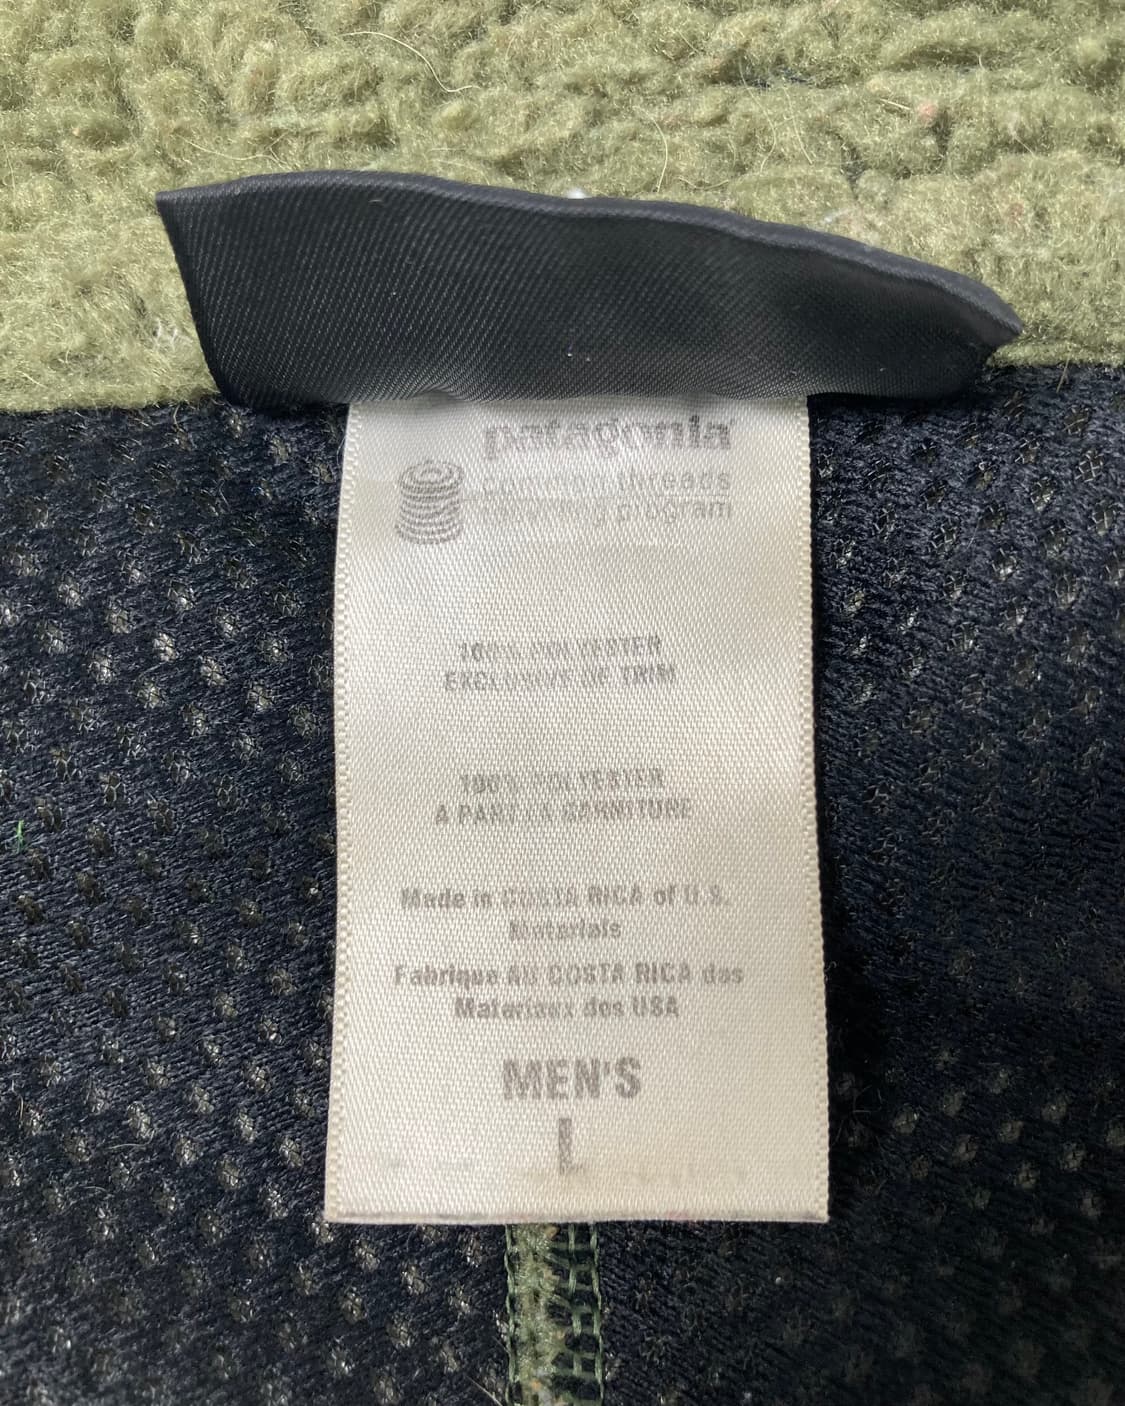 patagonia
common threads
recycling program
100% POLYESTER
EXCLUSIVE OF TRIM
100% POLYESTER
A PART LA GARNITURE
Made in COSTA RICA of U.S.
Materials
Fabrique AU COSTA RICA des
Materiaux des USA
MEN'S
L